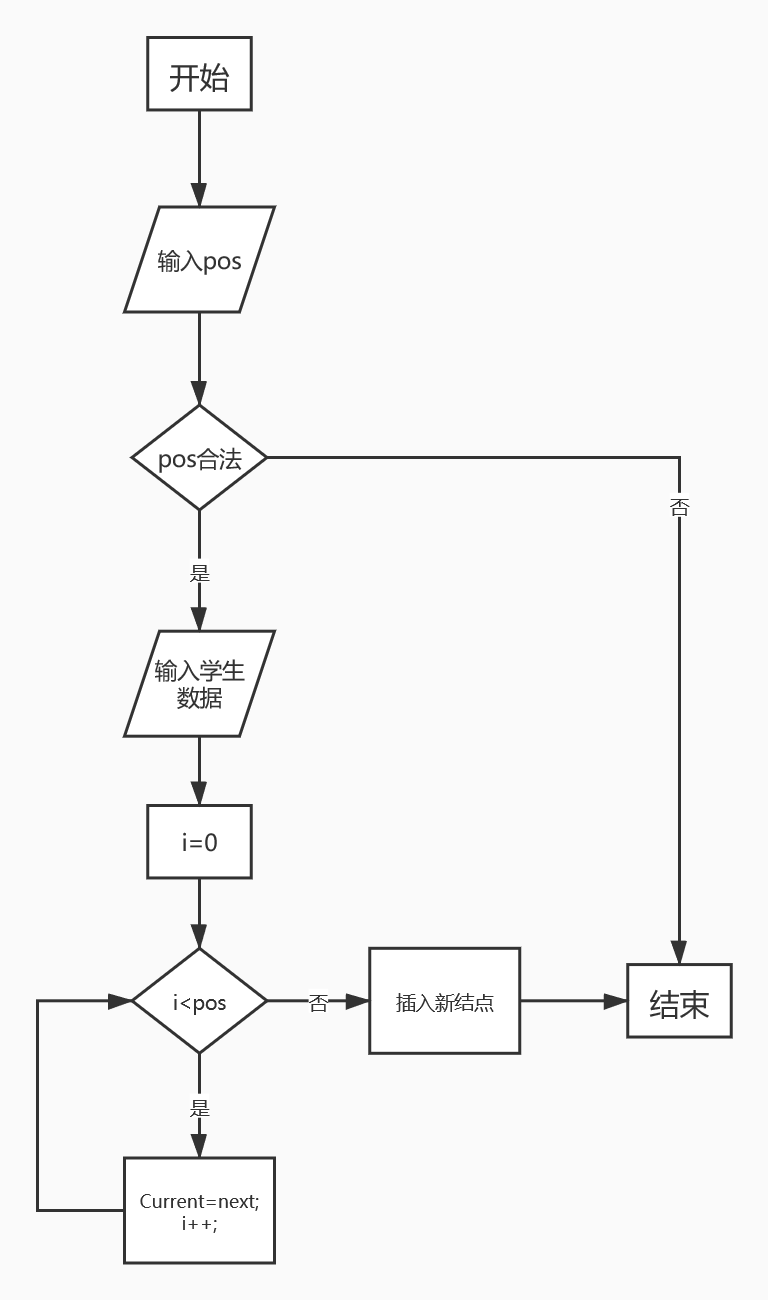 开始
输入pos
pos合法
否
是
输入学生
数据
i=0
i<pos
否
插入新结点
结束
是
Current=next;
i++;